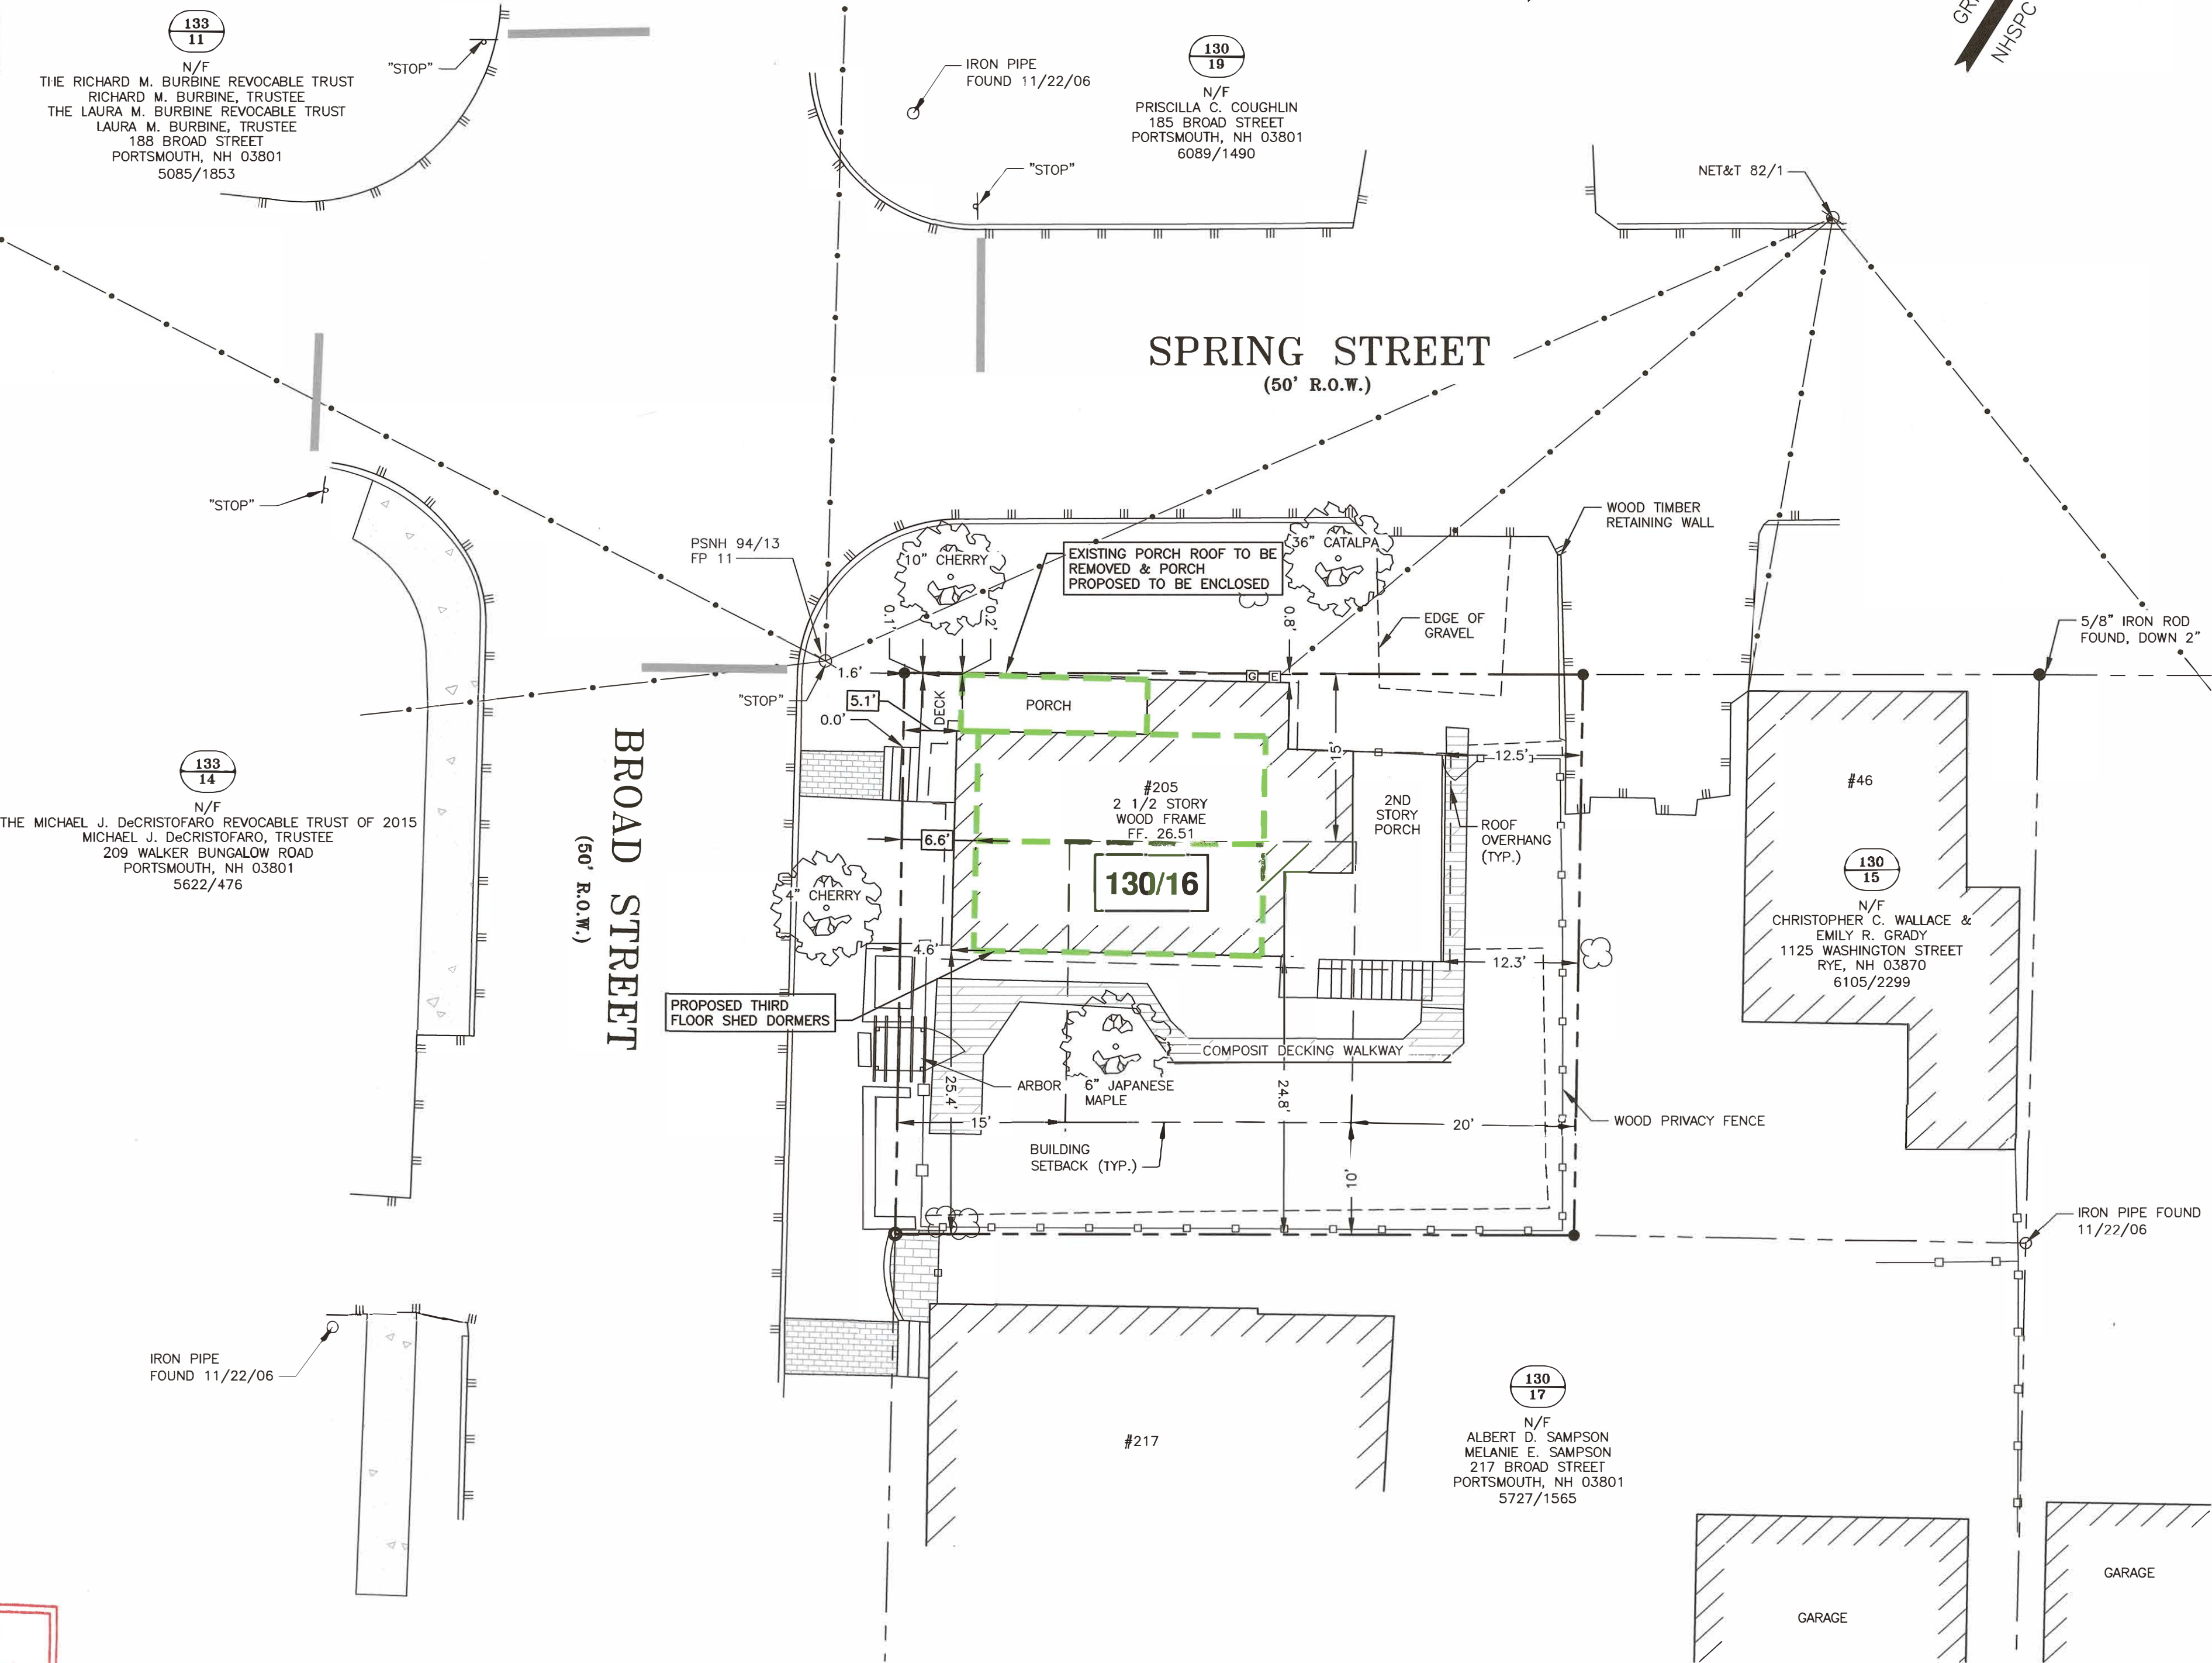 133
11
N/F
THE RICHARD M. BURBINE REVOCABLE TRUST
RICHARD M. BURBINE, TRUSTEE
THE LAURA M. BURBINE REVOCABLE TRUST
LAURA M. BURBINE, TRUSTEE
188 BROAD STREET
PORTSMOUTH, NH 03801
5085/1853
"STOP"
IRON PIPE
FOUND 11/22/06
130
19
N/F
PRISCILLA C. COUGHLIN
185 BROAD STREET
PORTSMOUTH, NH 03801
6089/1490
"STOP"
NET&T 82/1
NHSPC
SPRING STREET
(50' R.O.W.)
"STOP"
PSNH 94/13
FP 11
10" CHERRY
EXISTING PORCH ROOF TO BE
REMOVED & PORCH
PROPOSED TO BE ENCLOSED
36" CATALPA
WOOD TIMBER
RETAINING WALL
EDGE OF
GRAVEL
5/8" IRON ROD
FOUND, DOWN 2"
0.1'
0.2'
0.8'
1.6'
"STOP"
5.1'
0.0'
DECK
PORCH
G
E
15'
12.5'
133
14
N/F
THE MICHAEL J. DeCRISTOFARO REVOCABLE TRUST OF 2015
MICHAEL J. DeCRISTOFARO, TRUSTEE
209 WALKER BUNGALOW ROAD
PORTSMOUTH, NH 03801
5622/476
BROAD STREET
(50' R.O.W.)
#205
2 1/2 STORY
WOOD FRAME
FF. 26.51
2ND
STORY
PORCH
ROOF
OVERHANG
(TYP.)
6.6'
130/16
4" CHERRY
4.6'
12.3'
#46
130
15
N/F
CHRISTOPHER C. WALLACE &
EMILY R. GRADY
1125 WASHINGTON STREET
RYE, NH 03870
6105/2299
PROPOSED THIRD
FLOOR SHED DORMERS
COMPOSIT DECKING WALKWAY
ARBOR
6" JAPANESE
MAPLE
25.4'
24.8'
15'
20'
WOOD PRIVACY FENCE
BUILDING
SETBACK (TYP.)
10'
IRON PIPE FOUND
11/22/06
IRON PIPE
FOUND 11/22/06
#217
130
17
N/F
ALBERT D. SAMPSON
MELANIE E. SAMPSON
217 BROAD STREET
PORTSMOUTH, NH 03801
5727/1565
GARAGE
GARAGE